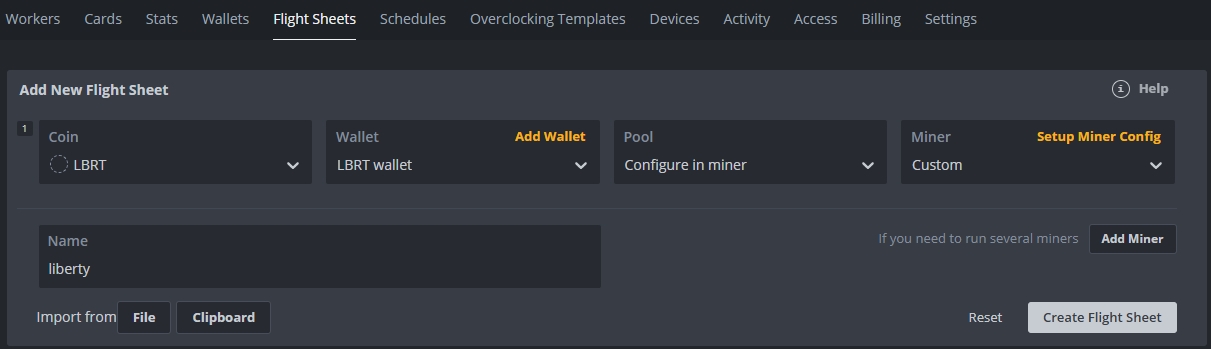 Workers Cards Stats Wallets Flight Sheets Schedules Overclocking Templates Devices Activity Access Billing Settings
Add New Flight Sheet
i Help
1
Coin
LBRT
Wallet Add Wallet
LBRT wallet
Pool
Configure in miner
Miner Setup Miner Config
Custom
Name
liberty
If you need to run several miners Add Miner
Import from File Clipboard
Reset Create Flight Sheet